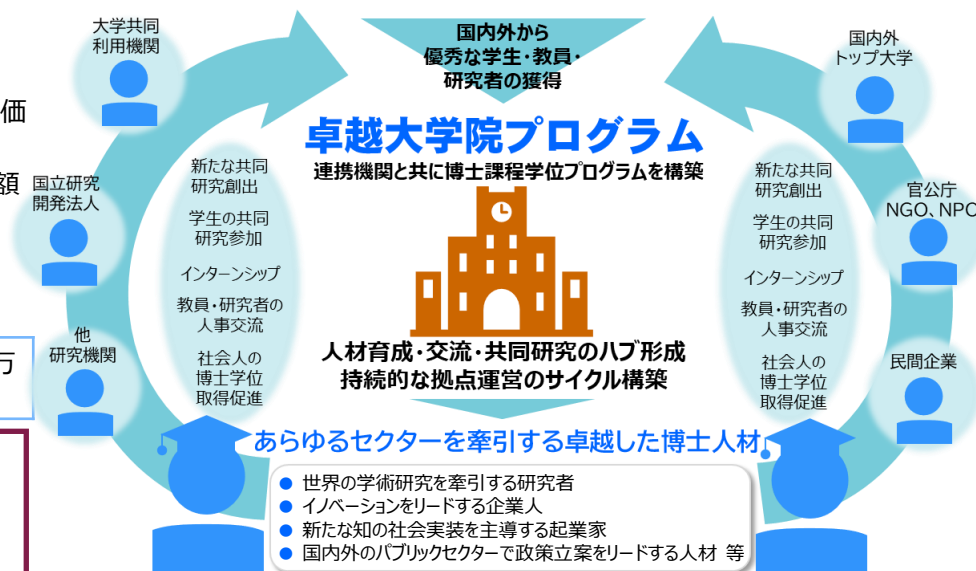 価
額
万
大学共同
利用機関
国立研究
開発法人
他
研究機関
国内外から
優秀な学生・教員・
研究者の獲得
卓越大学院プログラム
連携機関と共に博士課程学位プログラムを構築
新たな共同
研究創出
学生の共同
研究参加
インターンシップ
教員・研究者の
人事交流
社会人の
博士学位
取得促進
人材育成・交流・共同研究のハブ形成
持続的な拠点運営のサイクル構築
新たな共同
研究創出
学生の共同
研究参加
インターンシップ
教員・研究者の
人事交流
社会人の
博士学位
取得促進
国内外
トップ大学
官公庁
NGO、NPO
民間企業
あらゆるセクターを牽引する卓越した博士人材
● 世界の学術研究を牽引する研究者
● イノベーションをリードする企業人
● 新たな知の社会実装を主導する起業家
● 国内外のパブリックセクターで政策立案をリードする人材 等